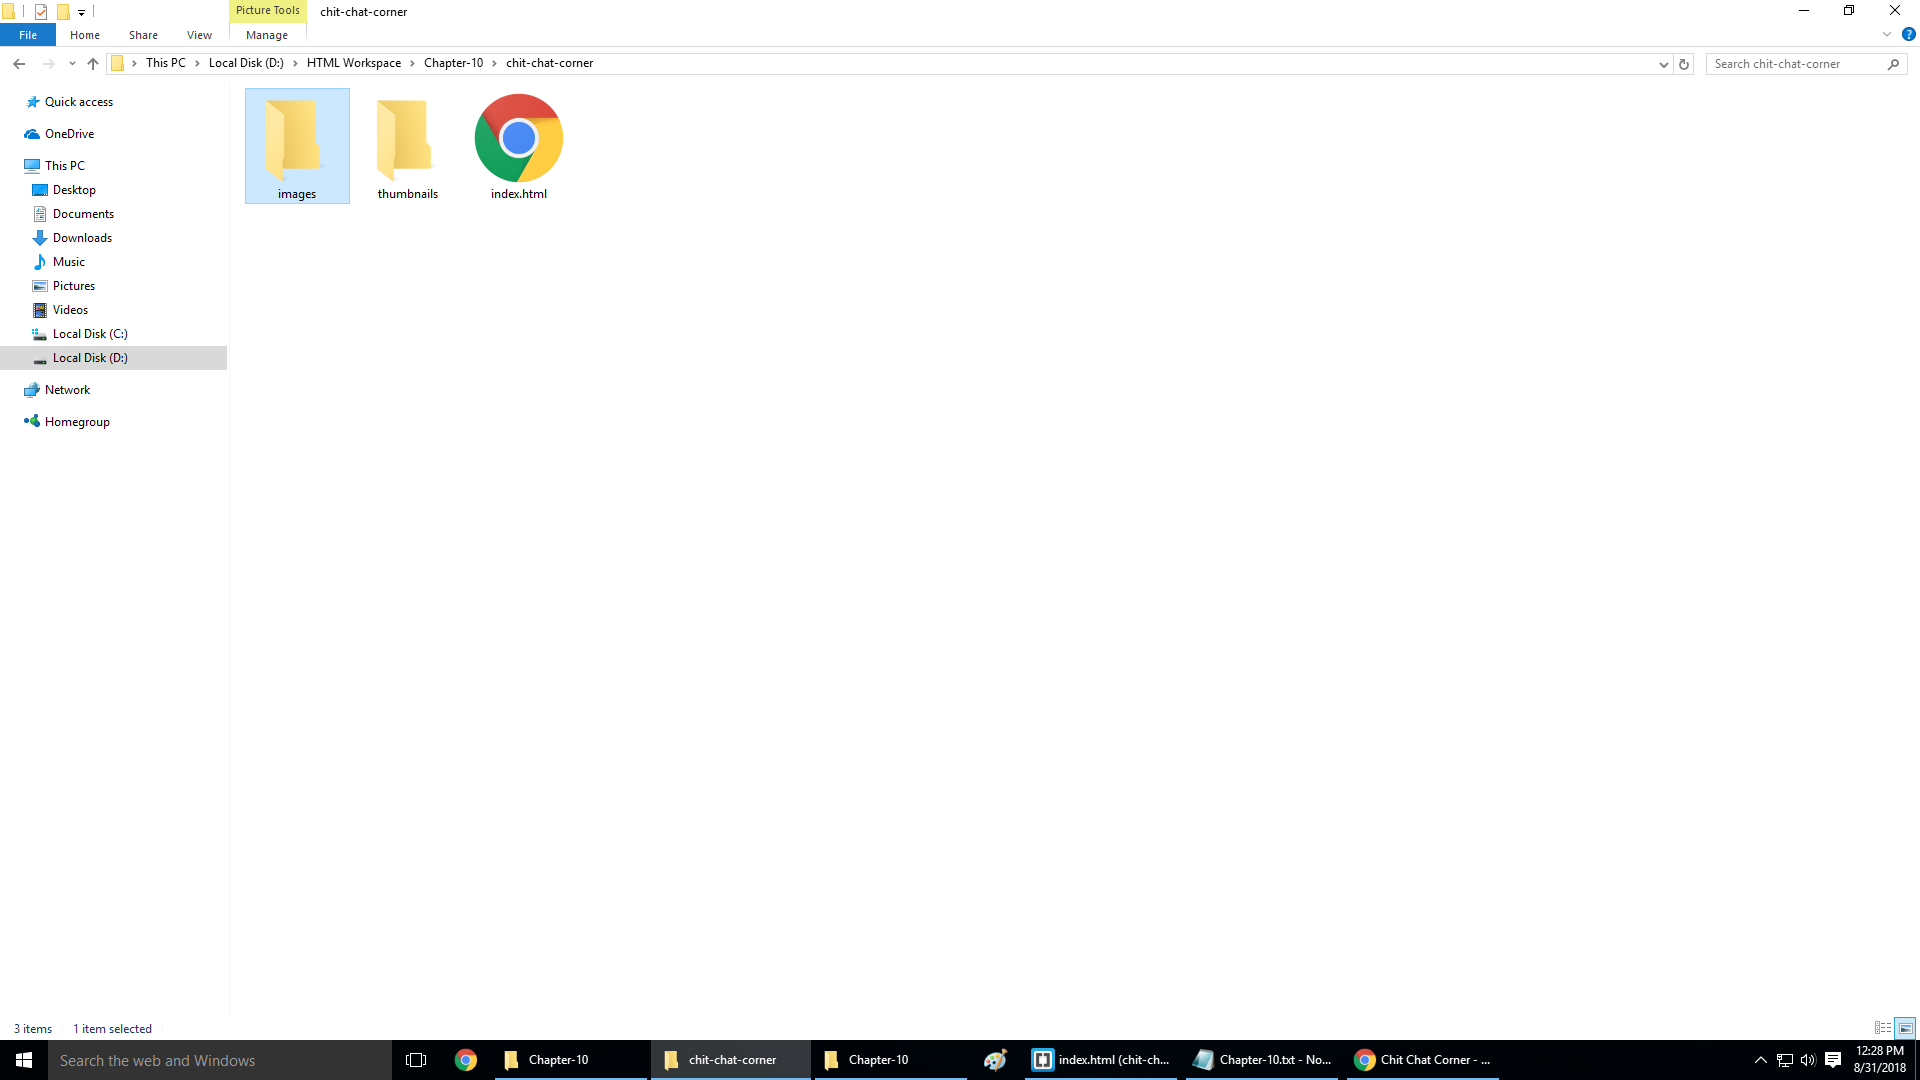 Picture Tools
chit-chat-corner
File
Home
Share
View
Manage
This PC
Local Disk (D:)
HTML Workspace
Chapter-10
chit-chat-corner
Search chit-chat-corner
Quick access
OneDrive
This PC
Desktop
Documents
Downloads
Music
Pictures
Videos
Local Disk (C:)
Local Disk (D:)
Network
Homegroup
images
thumbnails
index.html
3 items
1 item selected
Search the web and Windows
Chapter-10
chit-chat-corner
Chapter-10
index.html (chit-ch...
Chapter-10.txt - No...
Chit Chat Corner - ...
12:28 PM
8/31/2018